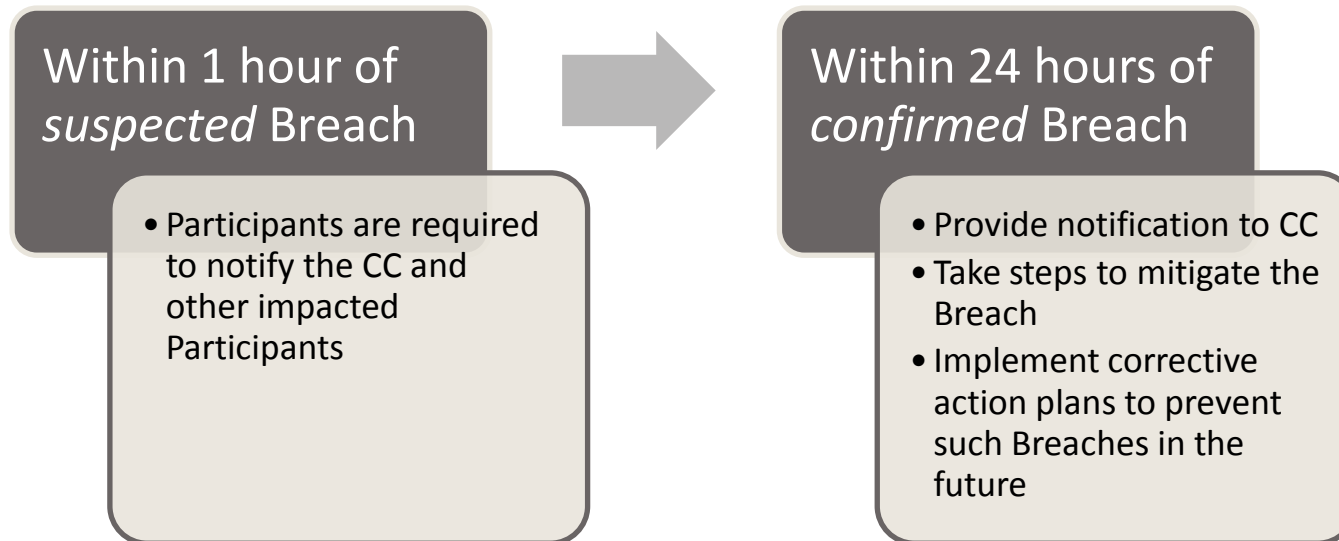 Within 1 hour of
suspected Breach
• Participants are required
to notify the CC and
other impacted
Participants
Within 24 hours of
confirmed Breach
• Provide notification to CC
• Take steps to mitigate the
Breach
• Implement corrective
action plans to prevent
such Breaches in the
future